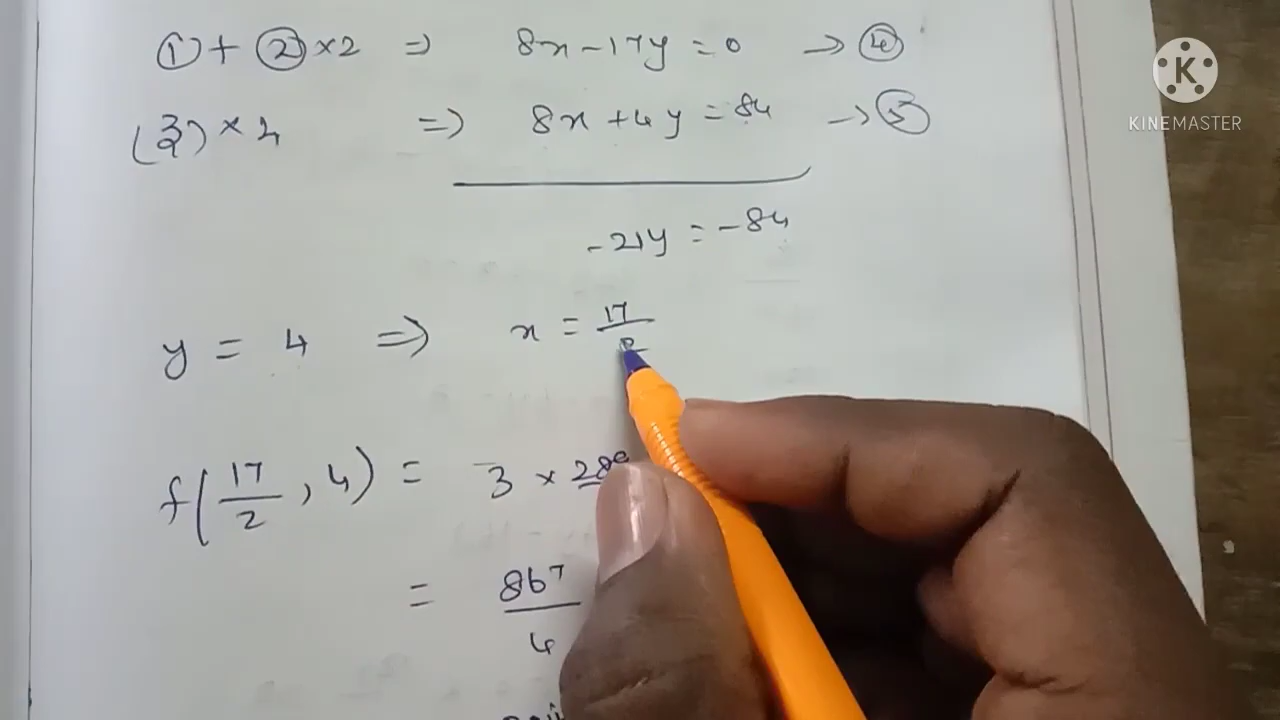 ① + ② × 2 ⇒ 8x - 17y = 0 → ④
(3) × 4 ⇒ 8x + 4y = 84 → ⑤
-21y = -84
y = 4 ⇒ x = 17/2
f(17/2, 4) = 3 ×
= 867/4
K
KINEMASTER